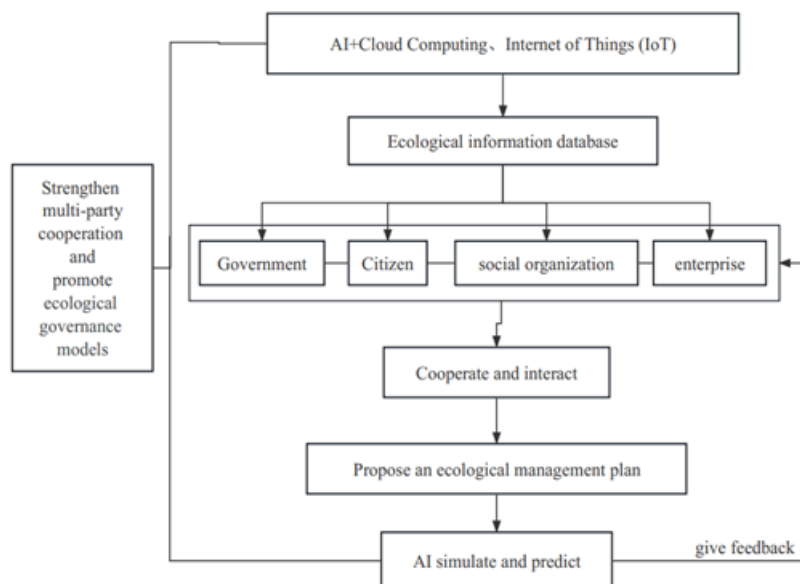 AI+Cloud Computing、Internet of Things (IoT)
Ecological information database
Strengthen
multi-party
cooperation
and
promote
ecological
governance
models
Government
Citizen
social organization
enterprise
Cooperate and interact
Propose an ecological management plan
AI simulate and predict
give feedback